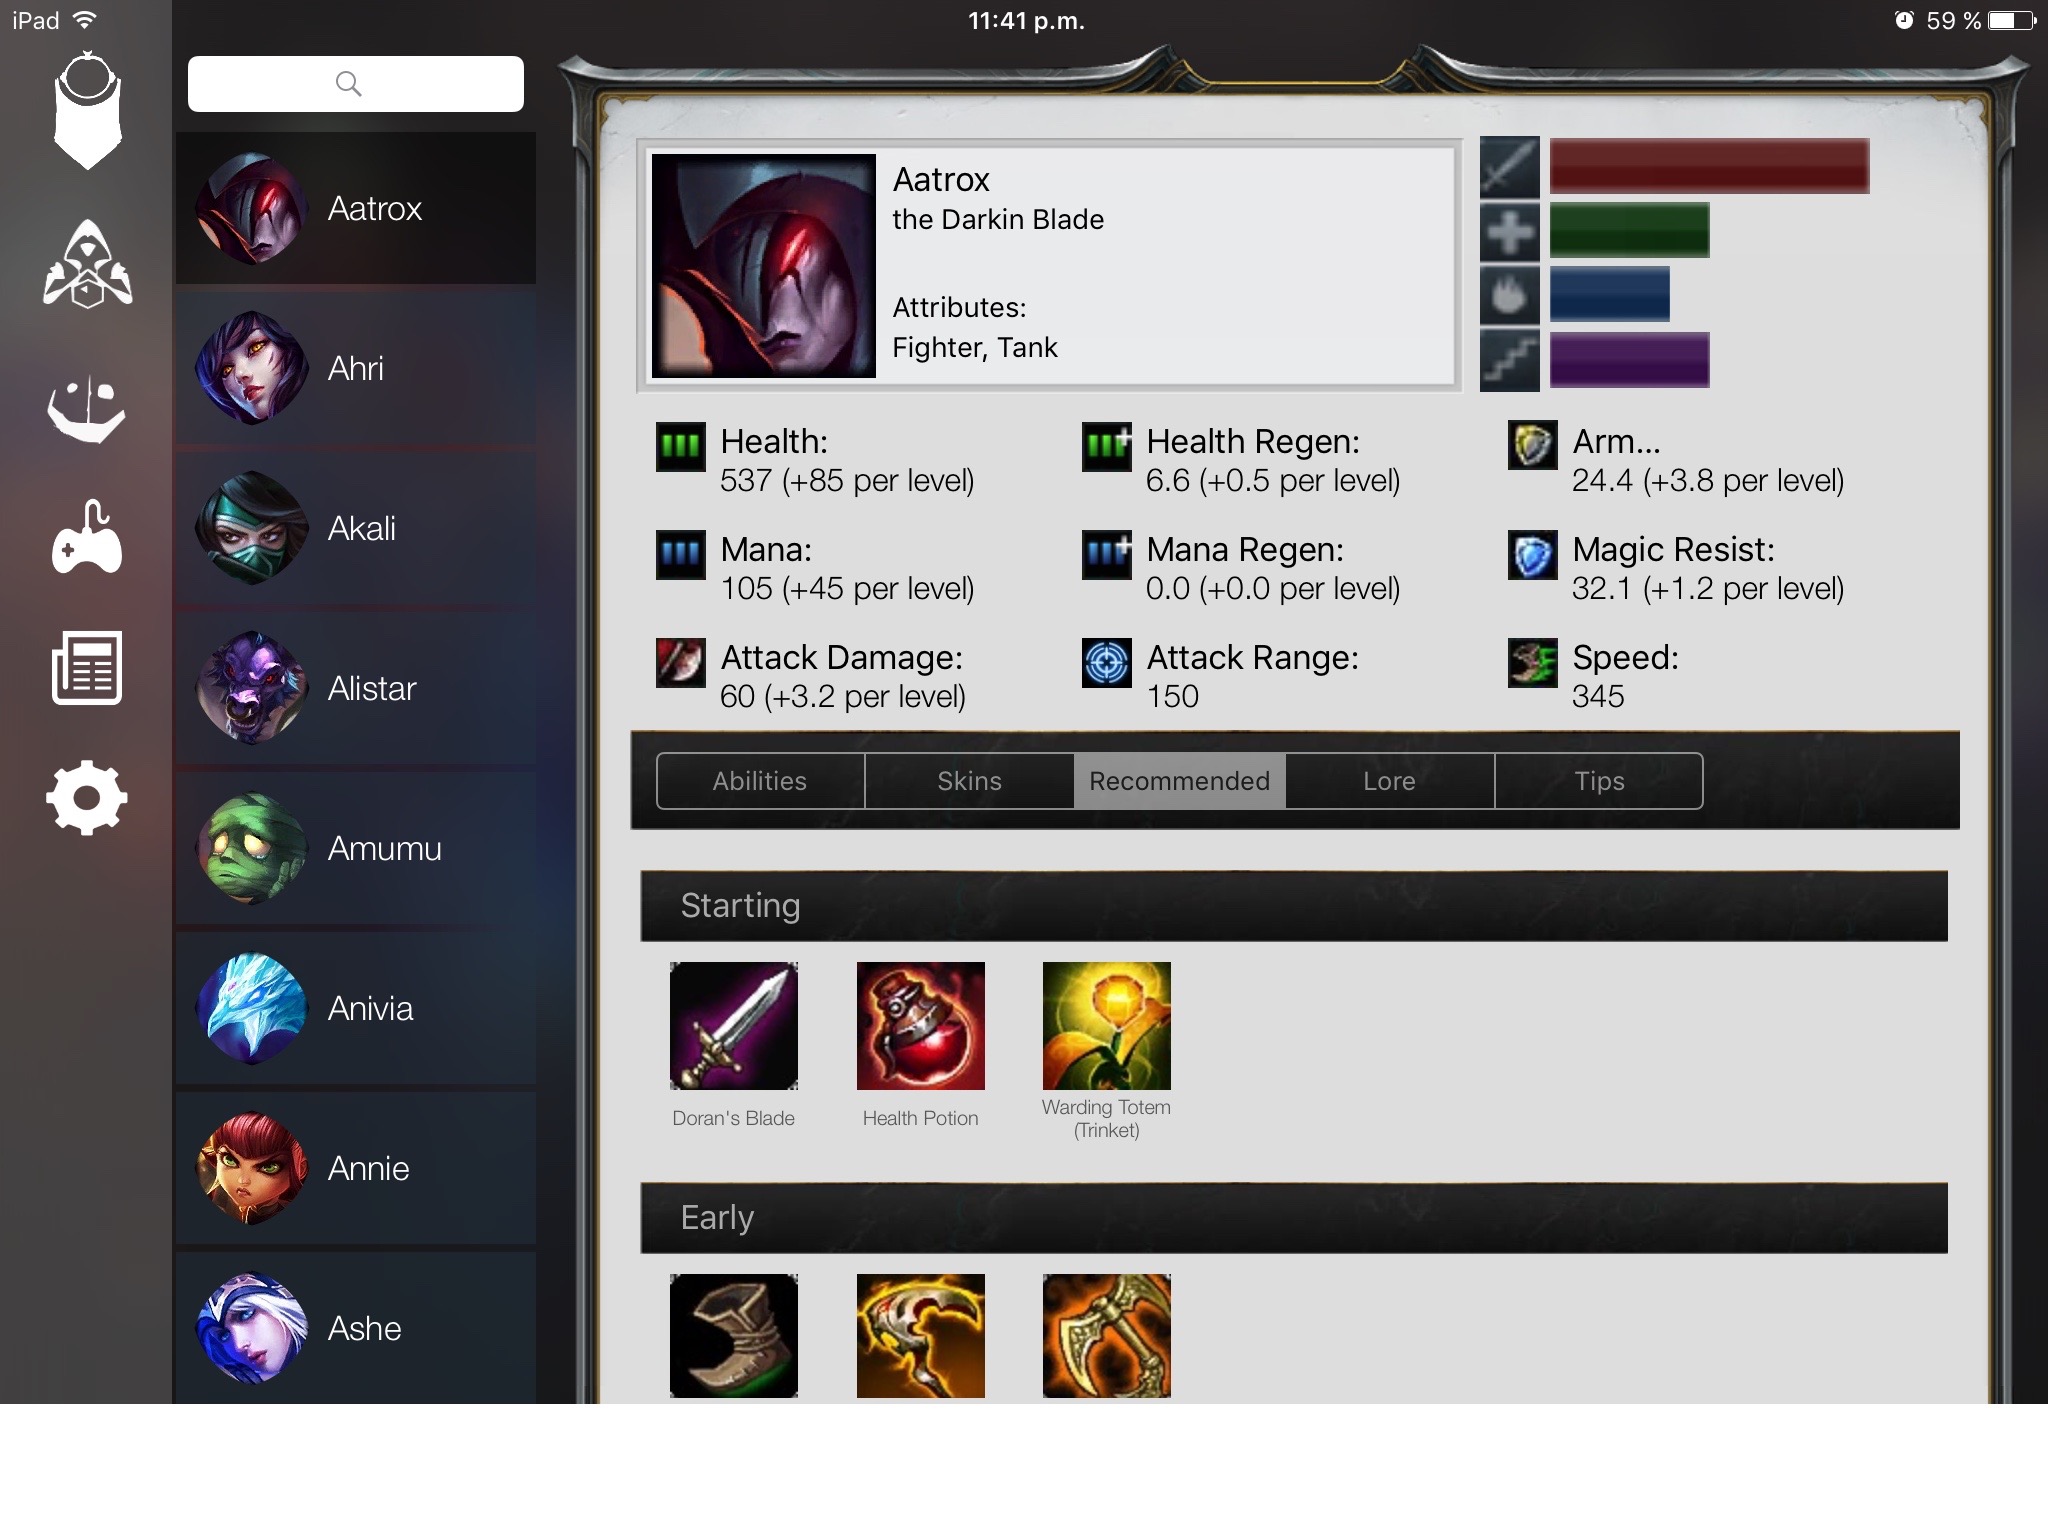 iPad
11:41 p.m.
59 %
Aatrox
Ahri
Akali
Alistar
Amumu
Anivia
Annie
Ashe
Aatrox
the Darkin Blade
Attributes:
Fighter, Tank
Health:
537 (+85 per level)
Health Regen:
6.6 (+0.5 per level)
Arm...
24.4 (+3.8 per level)
Mana:
105 (+45 per level)
Mana Regen:
0.0 (+0.0 per level)
Magic Resist:
32.1 (+1.2 per level)
Attack Damage:
60 (+3.2 per level)
Attack Range:
150
Speed:
345
Abilities
Skins
Recommended
Lore
Tips
Starting
Doran's Blade
Health Potion
Warding Totem
(Trinket)
Early